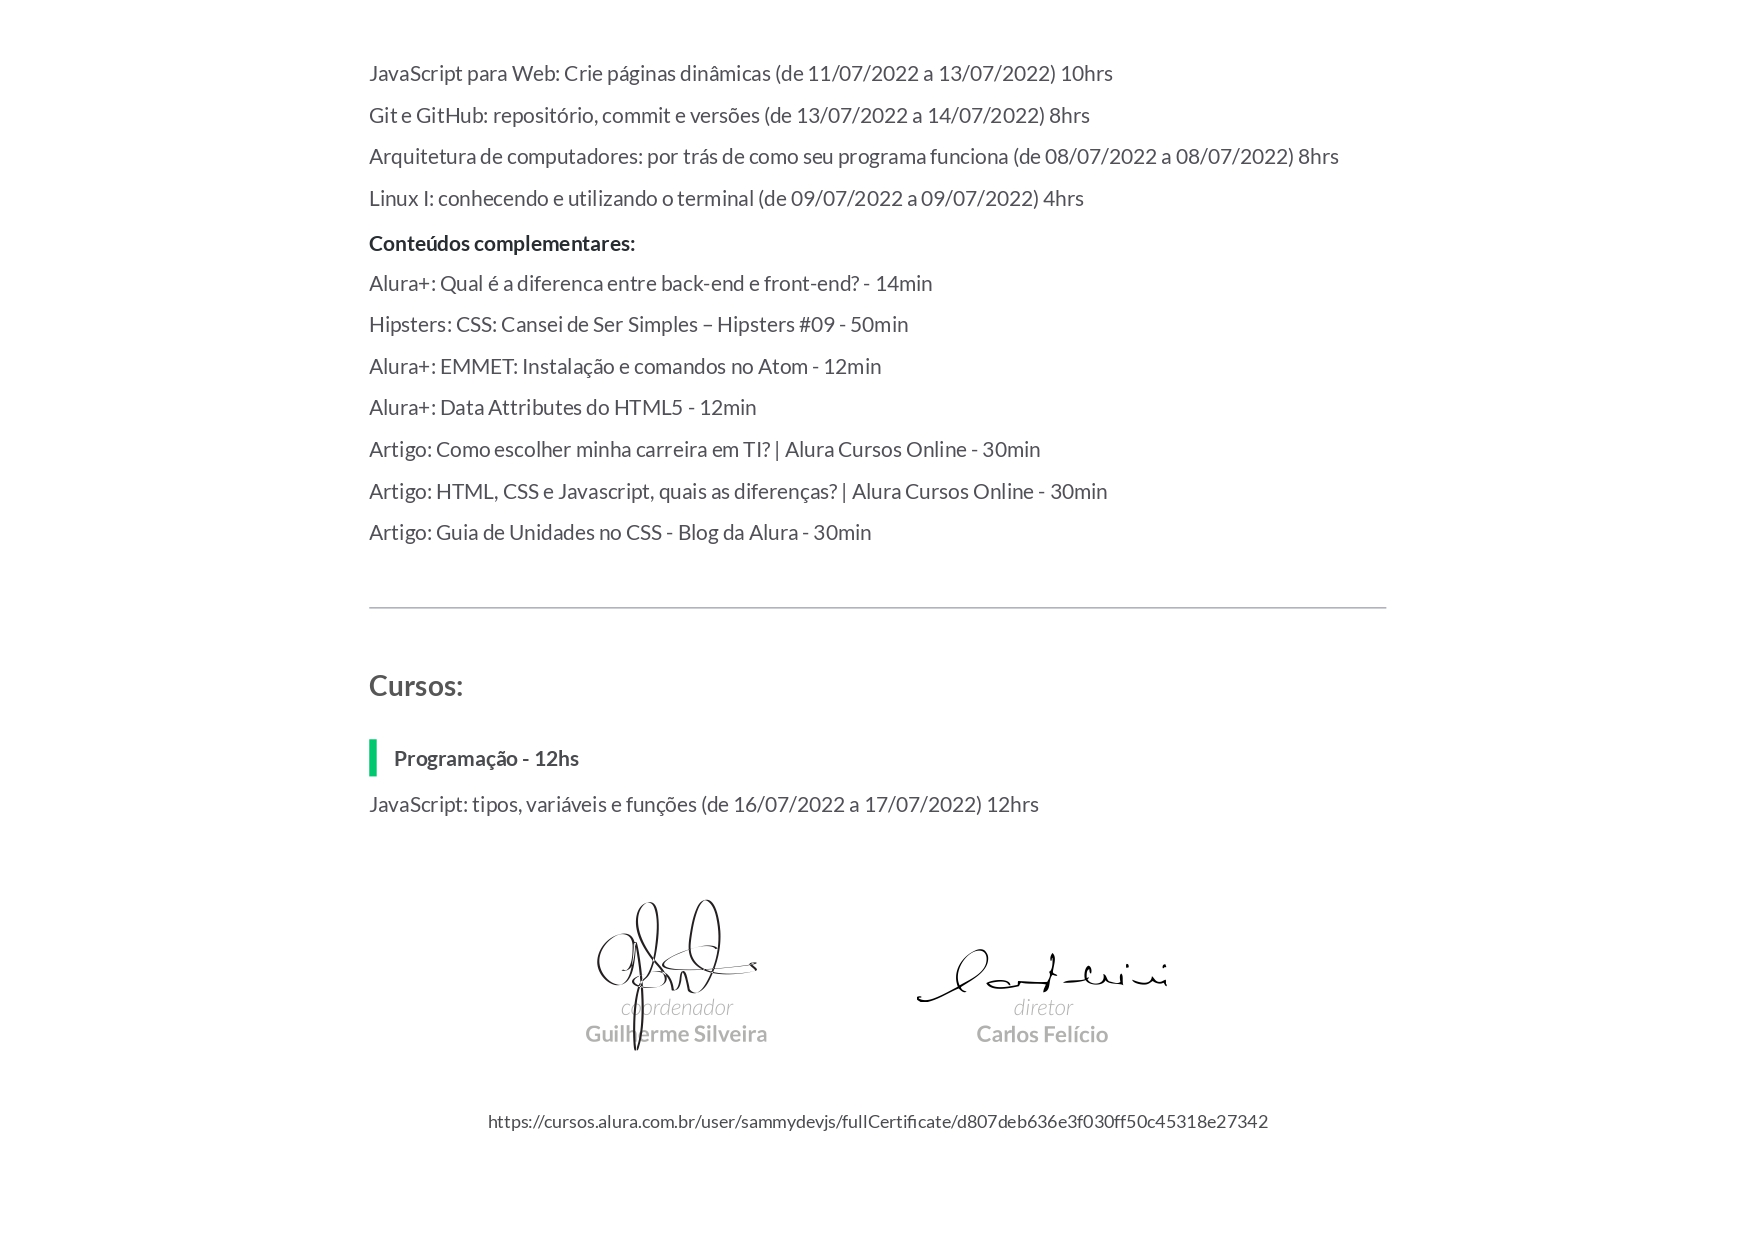 JavaScript para Web: Crie páginas dinâmicas (de 11/07/2022 a 13/07/2022) 10hrs
Git e GitHub: repositório, commit e versões (de 13/07/2022 a 14/07/2022) 8hrs
Arquitetura de computadores: por trás de como seu programa funciona (de 08/07/2022 a 08/07/2022) 8hrs
Linux I: conhecendo e utilizando o terminal (de 09/07/2022 a 09/07/2022) 4hrs
Conteúdos complementares:
Alura+: Qual é a diferenca entre back-end e front-end? - 14min
Hipsters: CSS: Cansei de Ser Simples – Hipsters #09 - 50min
Alura+: EMMET: Instalação e comandos no Atom - 12min
Alura+: Data Attributes do HTML5 - 12min
Artigo: Como escolher minha carreira em TI? | Alura Cursos Online - 30min
Artigo: HTML, CSS e Javascript, quais as diferenças? | Alura Cursos Online - 30min
Artigo: Guia de Unidades no CSS - Blog da Alura - 30min
Cursos:
Programação - 12hs
JavaScript: tipos, variáveis e funções (de 16/07/2022 a 17/07/2022) 12hrs
coordenador
Guilherme Silveira
diretor
Carlos Felício
https://cursos.alura.com.br/user/sammydevjs/fullCertificate/d807deb636e3f030ff50c45318e27342